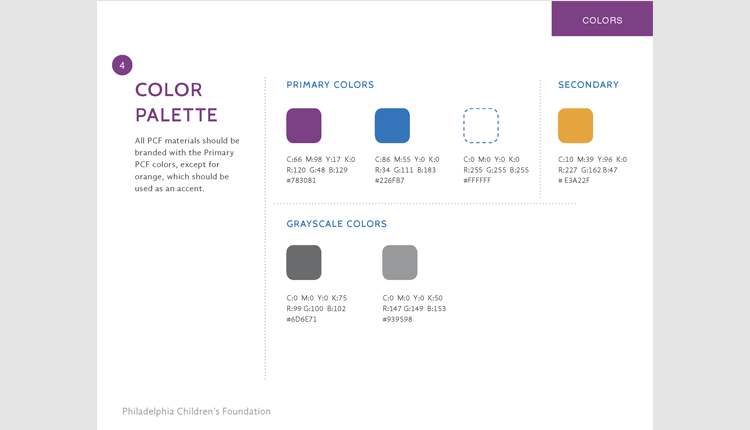 COLORS
4
COLOR
PALETTE
All PCF materials should be
branded with the Primary
PCF colors, except for
orange, which should be
used as an accent.
PRIMARY COLORS
C:66 M:98 Y:17 K:0
R:120 G:48 B:129
#783081
C:86 M:55 Y:0 K:0
R:34 G:111 B:183
#226FB7
C:0 M:0 Y:0 K:0
R:255 G:255 B:255
#FFFFFF
SECONDARY
C:10 M:39 Y:96 K:0
R:227 G:162 B:47
# E3A22F
GRAYSCALE COLORS
C:0 M:0 Y:0 K:75
R:99 G:100 B:102
#6D6E71
C:0 M:0 Y:0 K:50
R:147 G:149 B:153
#939598
Philadelphia Children's Foundation